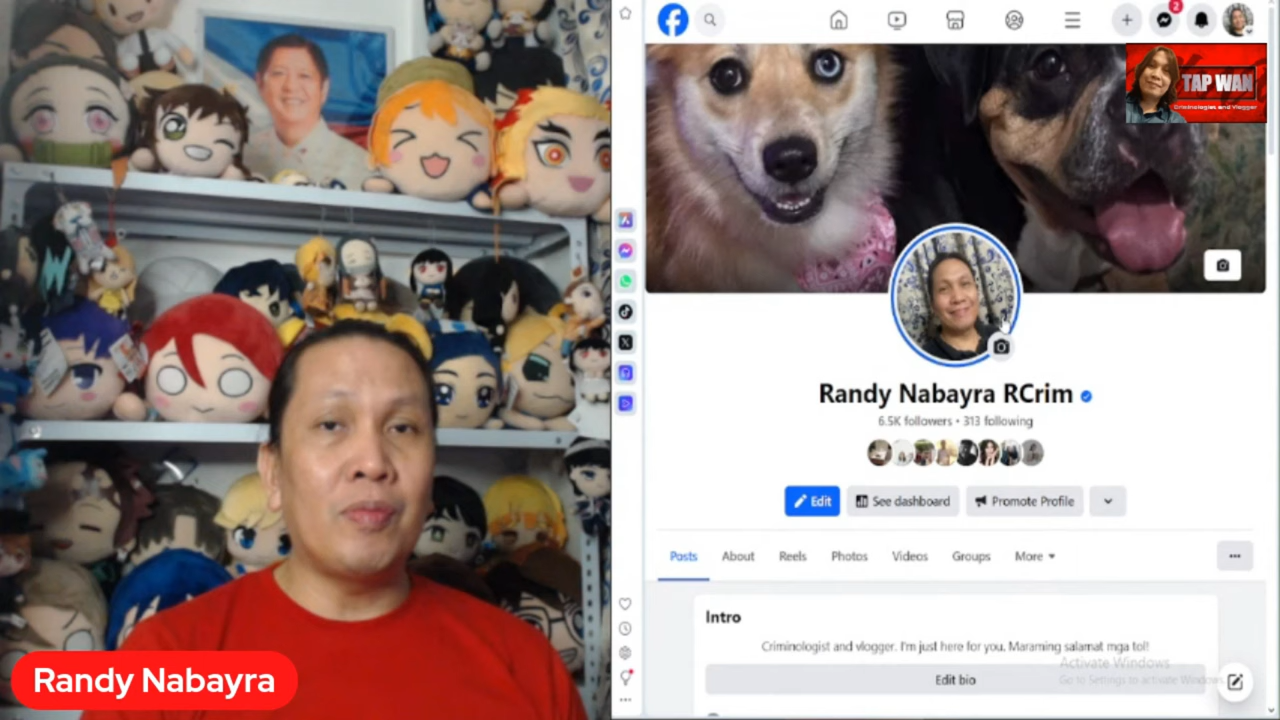 2
TAP WAN
Criminologist and Vlogger
Randy Nabayra RCrim
6.5K followers • 313 following
Edit
See dashboard
Promote Profile
Posts
About
Reels
Photos
Videos
Groups
More
Intro
Criminologist and vlogger. I'm just here for you. Maraming salamat mga tol!
Activate Windows
Go to Settings to activate Windows.
Edit bio
Randy Nabayra